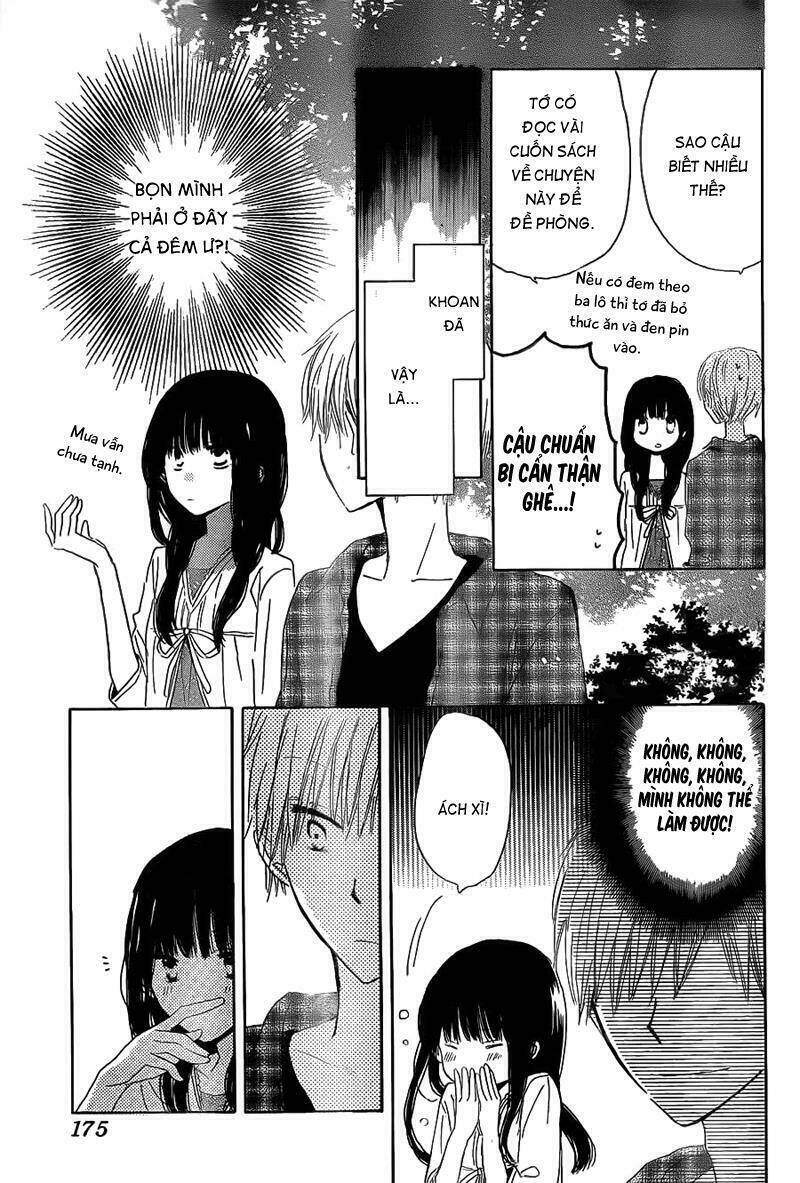 SAO CẬU
BIẾT NHIỀU
THẾ?
TỚ CÓ
ĐỌC VÀI
CUỐN SÁCH
VỀ CHUYỆN
NÀY ĐỂ
ĐỀ PHÒNG.
Nếu có đem theo
ba lô thì tớ đã bỏ
thức ăn và đen pin
vào.
CẬU CHUẨN
BỊ CẨN THẬN
GHÊ...!
KHOAN
ĐÃ
VẬY
LÀ...
BỌN MÌNH
PHẢI Ở ĐÂY
CẢ ĐÊM Ư?!
Mưa vẫn
chưa tạnh.
KHÔNG, KHÔNG,
KHÔNG, KHÔNG,
MÌNH KHÔNG THỂ
LÀM ĐƯỢC!
ÁCH XÌ!
175